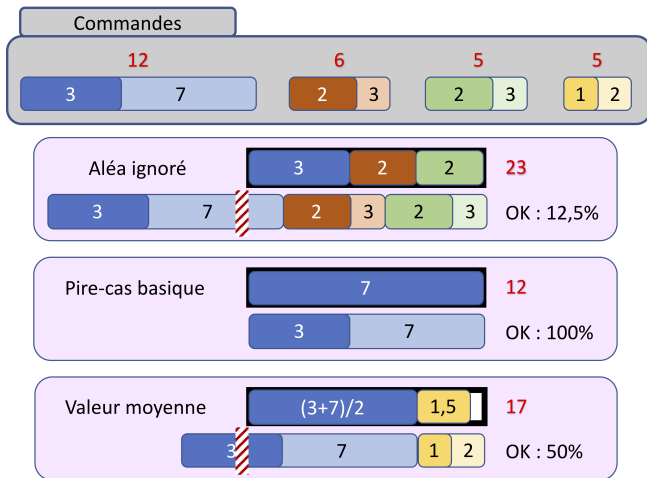 Commandes
12 6 5 5
3 7 2 3 2 3 1 2
Aléa ignoré 3 2 2 23
3 7 2 3 2 3 OK : 12,5%
Pire-cas basique 7 12
3 7 OK : 100%
Valeur moyenne (3+7)/2 1,5 17
3 7 1 2 OK : 50%